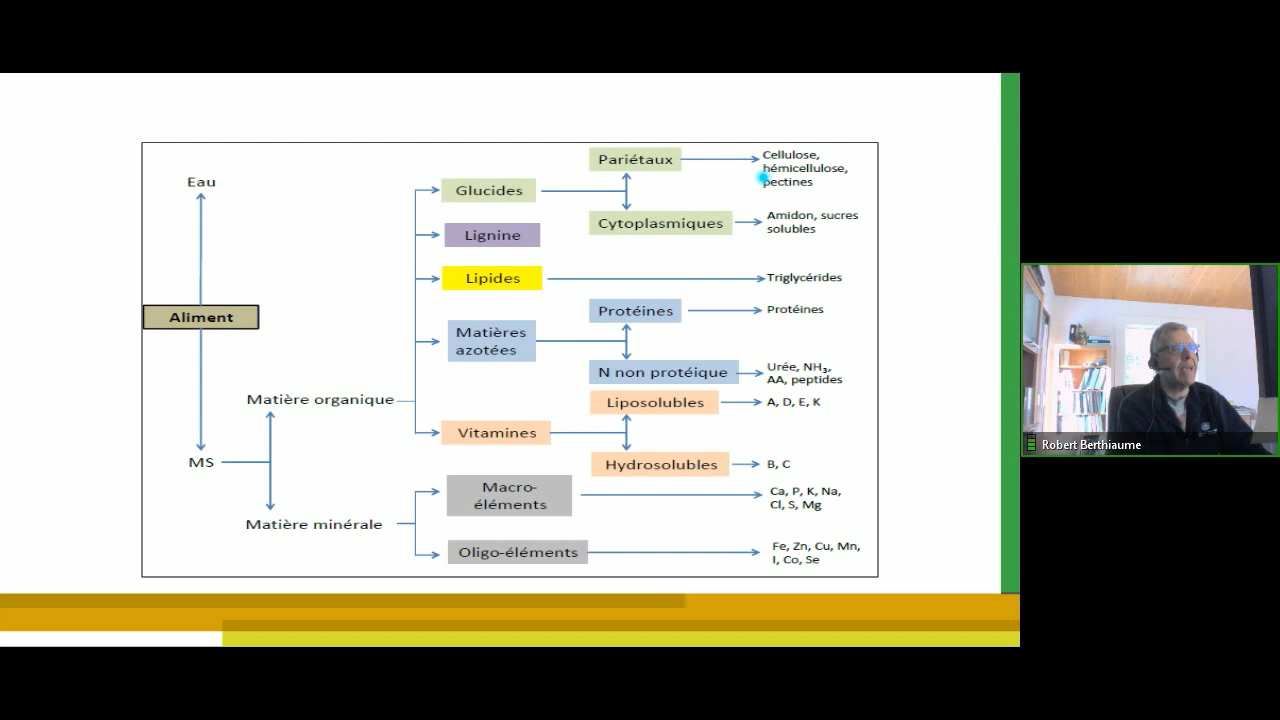 Eau
Aliment
MS
Matière organique
Matière minérale
Glucides
Lignine
Lipides
Matières
azotées
Vitamines
Macro-
éléments
Oligo-éléments
Pariétaux
Cytoplasmiques
Protéines
N non protéique
Liposolubles
Hydrosolubles
Cellulose,
hémicellulose,
pectines
Amidon, sucres
solubles
Triglycérides
Protéines
Urée, NH₃,
AA, peptides
A, D, E, K
B, C
Ca, P, K, Na,
Cl, S, Mg
Fe, Zn, Cu, Mn,
I, Co, Se
Robert Berthiaume